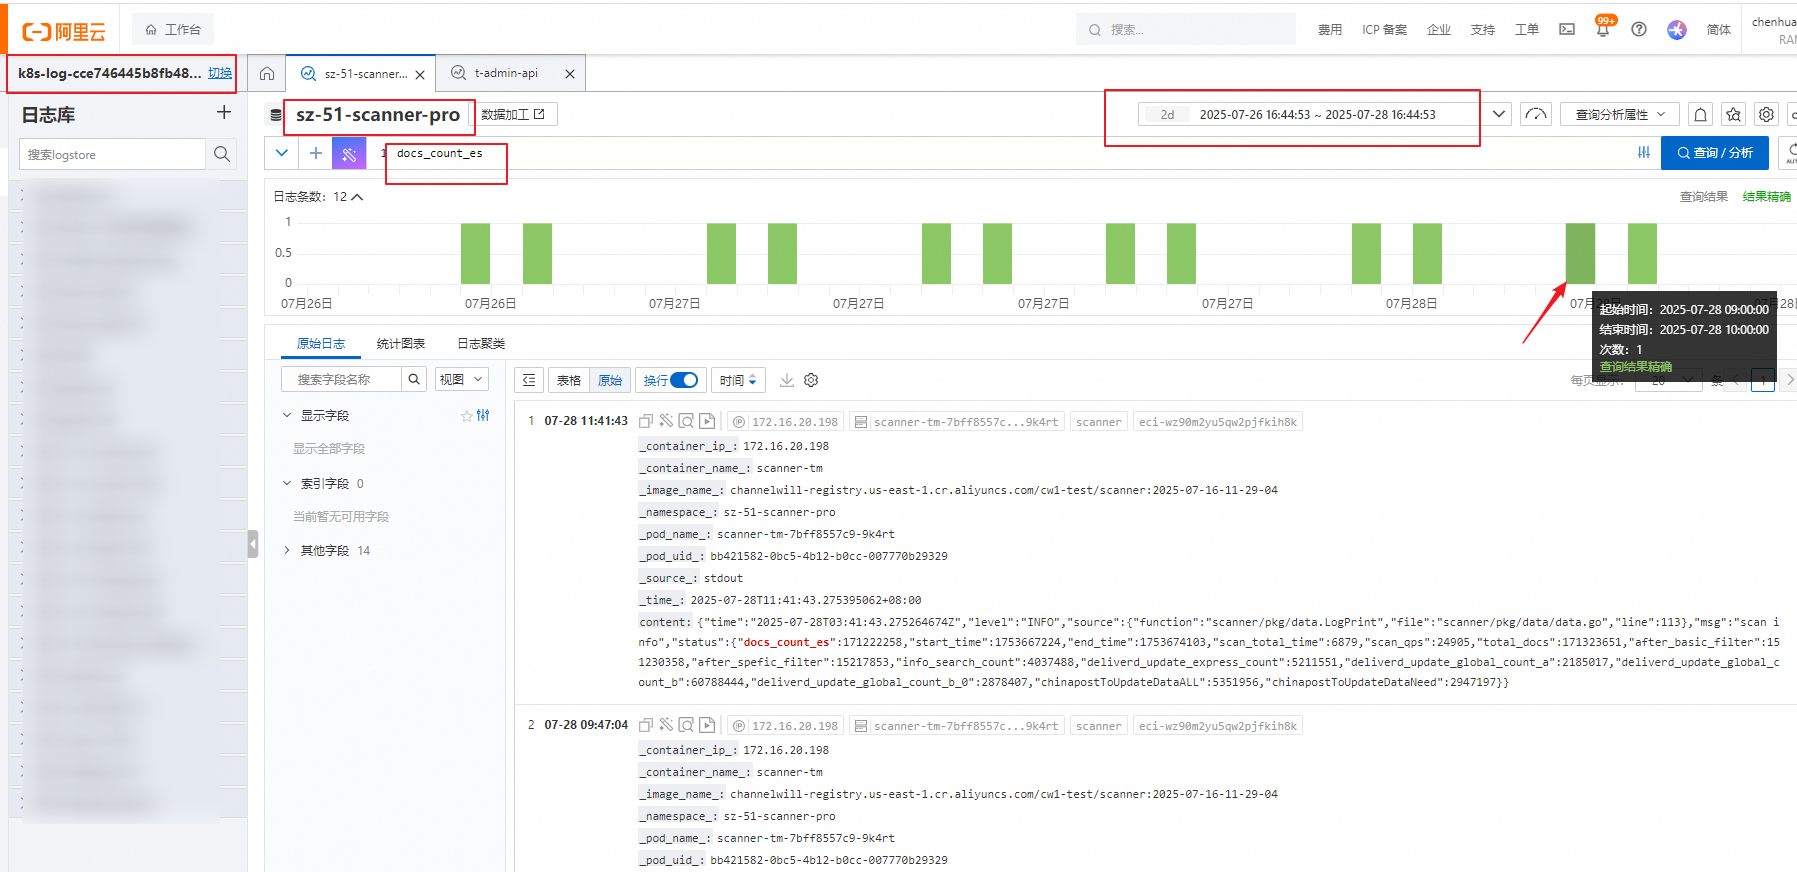 阿里云
工作台
搜索...
费用
ICP 备案
企业
支持
工单
99+
简体
chenhua
RAM
k8s-log-cce746445b8fb48... 切换
sz-51-scanner...
t-admin-api
日志库
搜索logstore
sz-51-scanner-pro
数据加工
2d 2025-07-26 16:44:53 ~ 2025-07-28 16:44:53
查询分析属性
1 docs_count_es
查询 / 分析
日志条数: 12
查询结果 结果精确
1
0.5
0
07月26日 07月26日 07月27日 07月27日 07月27日 07月27日 07月28日
起始时间: 2025-07-28 09:00:00
结束时间: 2025-07-28 10:00:00
次数: 1
查询结果精确
原始日志 统计图表 日志聚类
搜索字段名称
视图
表格 原始 换行 时间
每页显示: 20 条 1
显示字段
显示全部字段
索引字段 0
当前暂无可用字段
其他字段 14
1 07-28 11:41:43 172.16.20.198 scanner-tm-7bff8557c...9k4rt scanner eci-wz90m2yu5qw2pjfkih8k
_container_ip_: 172.16.20.198
_container_name_: scanner-tm
_image_name_: channelwill-registry.us-east-1.cr.aliyuncs.com/cw1-test/scanner:2025-07-16-11-29-04
_namespace_: sz-51-scanner-pro
_pod_name_: scanner-tm-7bff8557c9-9k4rt
_pod_uid_: bb421582-0bc5-4b12-b0cc-007770b29329
_source_: stdout
_time_: 2025-07-28T11:41:43.275395062+08:00
content: {"time":"2025-07-28T03:41:43.275264674Z","level":"INFO","source":{"function":"scanner/pkg/data.LogPrint","file":"scanner/pkg/data/data.go","line":113},"msg":"scan i
nfo","status":{"docs_count_es":171222258,"start_time":1753667224,"end_time":1753674103,"scan_total_time":6879,"scan_qps":24905,"total_docs":171323651,"after_basic_filter":15
1230358,"after_spefic_filter":15217853,"info_search_count":4037488,"deliverd_update_express_count":5211551,"deliverd_update_global_count_a":2185017,"deliverd_update_global_c
ount_b":60788444,"deliverd_update_global_count_b_0":2878407,"chinapostToUpdateDataALL":5351956,"chinapostToUpdateDataNeed":2947197}}
2 07-28 09:47:04 172.16.20.198 scanner-tm-7bff8557c...9k4rt scanner eci-wz90m2yu5qw2pjfkih8k
_container_ip_: 172.16.20.198
_container_name_: scanner-tm
_image_name_: channelwill-registry.us-east-1.cr.aliyuncs.com/cw1-test/scanner:2025-07-16-11-29-04
_namespace_: sz-51-scanner-pro
_pod_name_: scanner-tm-7bff8557c9-9k4rt
_pod_uid_: bb421582-0bc5-4b12-b0cc-007770b29329